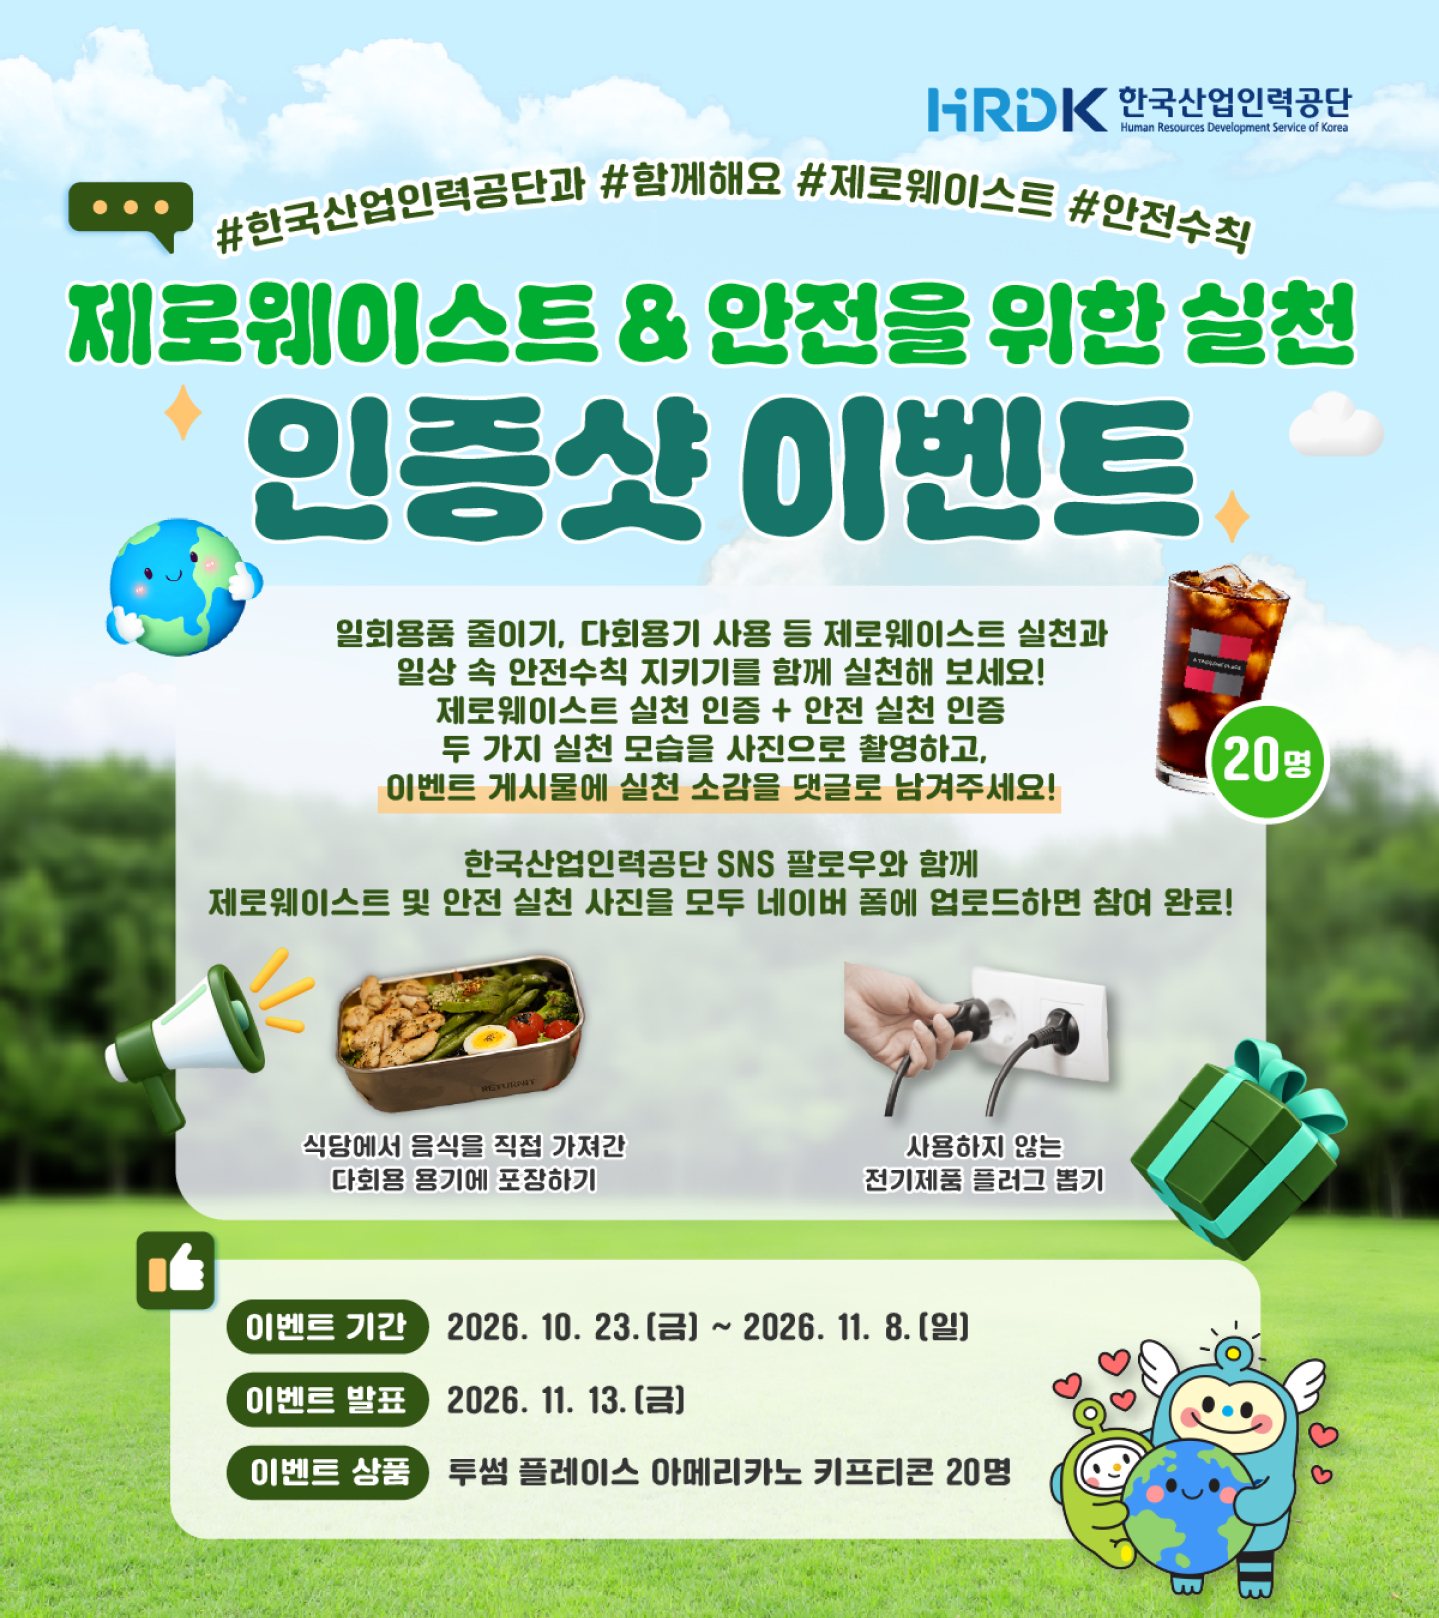 HRDK 한국산업인력공단
Human Resources Development Service of Korea
#한국산업인력공단과 #함께해요 #제로웨이스트 #안전수칙
제로웨이스트 & 안전을 위한 실천
인증샷 이벤트
일회용품 줄이기, 다회용기 사용 등 제로웨이스트 실천과
일상 속 안전수칙 지키기를 함께 실천해 보세요!
제로웨이스트 실천 인증 + 안전 실천 인증
두 가지 실천 모습을 사진으로 촬영하고,
이벤트 게시물에 실천 소감을 댓글로 남겨주세요!
A TWOSOME PLACE
20명
한국산업인력공단 SNS 팔로우와 함께
제로웨이스트 및 안전 실천 사진을 모두 네이버 폼에 업로드하면 참여 완료!
식당에서 음식을 직접 가져간
다회용 용기에 포장하기
사용하지 않는
전기제품 플러그 뽑기
이벤트 기간 2026. 10. 23.(금) ~ 2026. 11. 8.(일)
이벤트 발표 2026. 11. 13.(금)
이벤트 상품 투썸 플레이스 아메리카노 키프티콘 20명